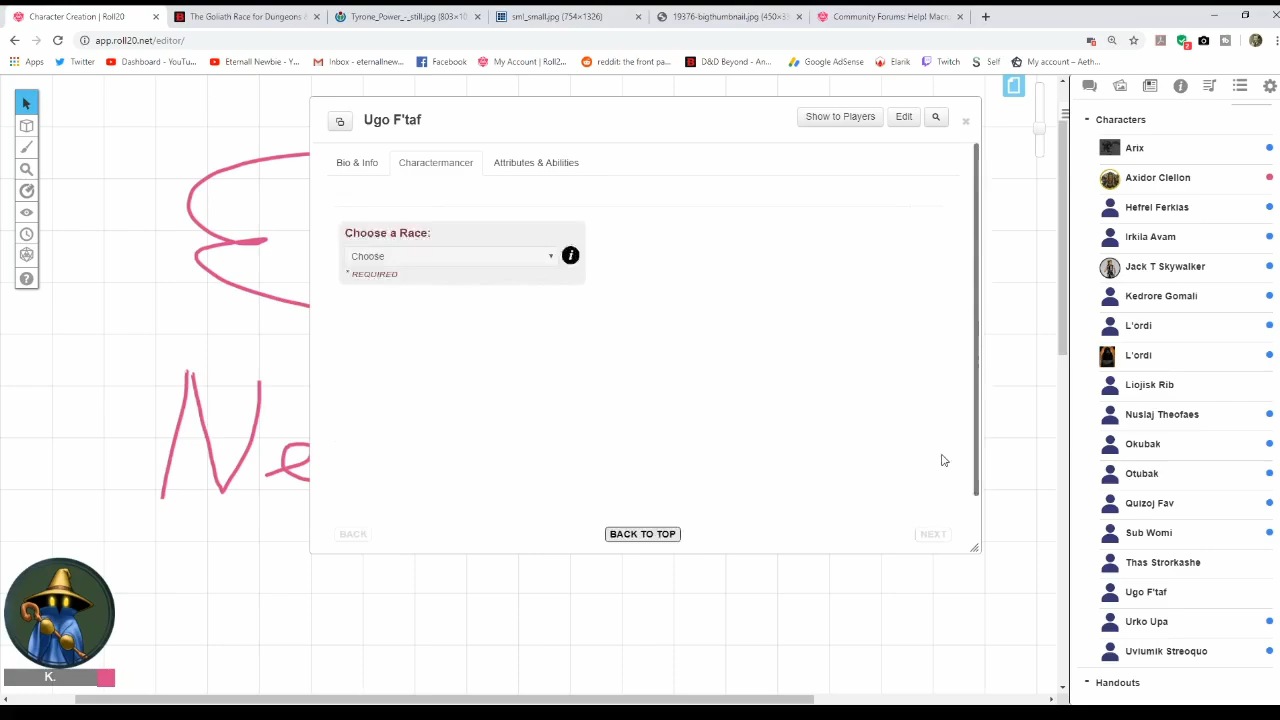 Character Creation | Roll20
The Goliath Race for Dungeons &
Tyrone_Power_-_still.jpg (803×10
sml_small.jpg (754×1326)
19376-bigthumbnail.jpg (450×3
Community Forums: Help! Macr
app.roll20.net/editor/
Apps
Twitter
Dashboard - YouTu...
Eternall Newbie - Y...
Inbox - eternallnew...
Facebook
My Account | Roll2...
reddit: the front pa...
D&D Beyond - An...
Google AdSense
Elarik
Twitch
Self
My account – Aeth...
Ugo F'taf
Show to Players
Edit
Bio & Info
Charactermancer
Attributes & Abilities
Choose a Race:
Choose
* REQUIRED
BACK
BACK TO TOP
NEXT
Ne
K.
Characters
Arix
Axidor Clellon
Hefrel Ferkias
Irkila Avam
Jack T Skywalker
Kedrore Gomali
L'ordi
L'ordi
Liojisk Rib
Nuslaj Theofaes
Okubak
Otubak
Quizoj Fav
Sub Womi
Thas Strorkashe
Ugo F'taf
Urko Upa
Uvlumik Streoquo
Handouts